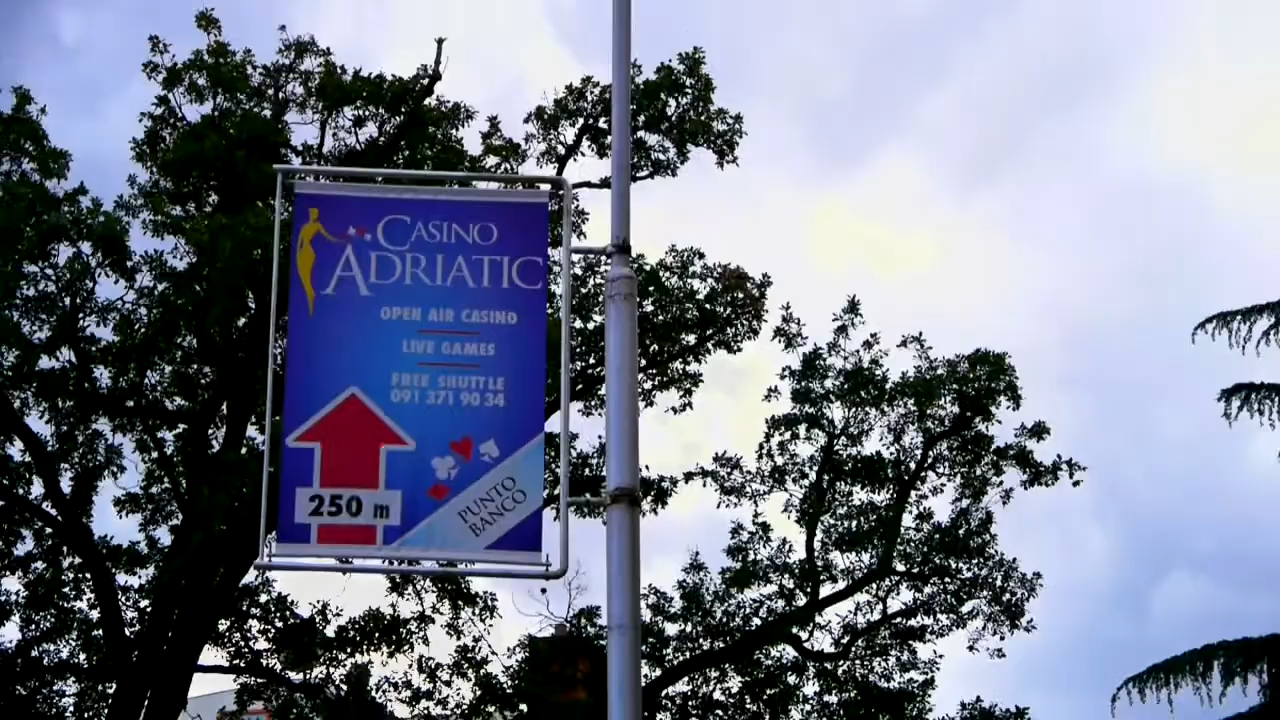 CASINO
ADRIATIC
OPEN AIR CASINO
LIVE GAMES
FREE SHUTTLE
091 371 90 34
250 m
PUNTO
BANCO